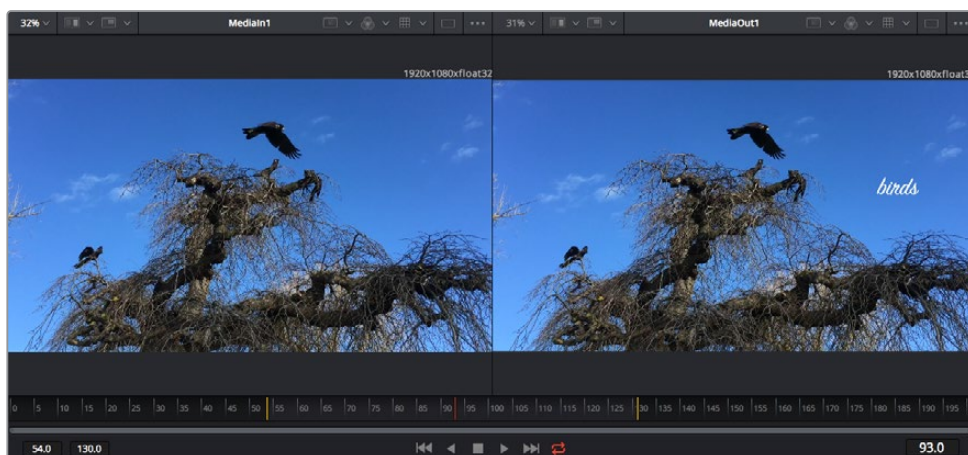 32% MediaIn1 31% MediaOut1
1920x1080xfloat32 1920x1080xfloat32
birds
0 5 10 15 20 25 30 35 40 45 50 55 60 65 70 75 80 85 90 95 100 105 110 115 120 125 130 135 140 145 150 155 160 165 170 175 180 185 190 195
54.0 130.0 93.0